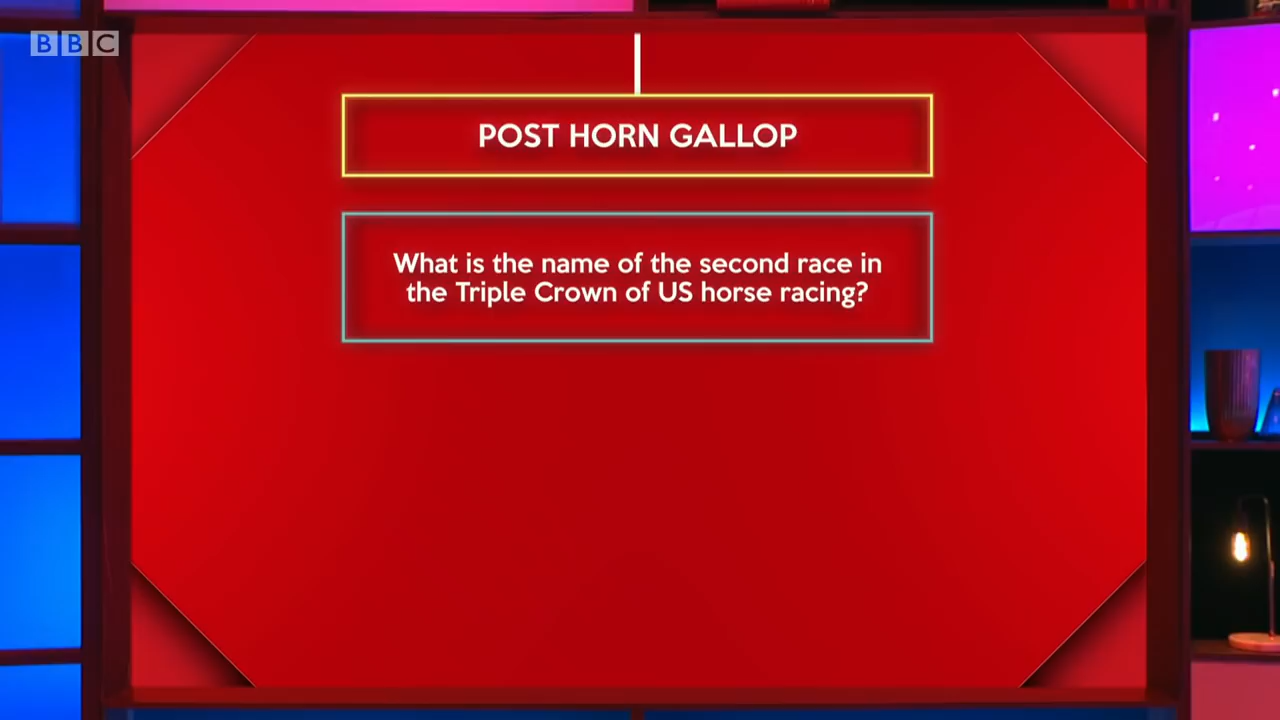 BBC
POST HORN GALLOP
What is the name of the second race in
the Triple Crown of US horse racing?